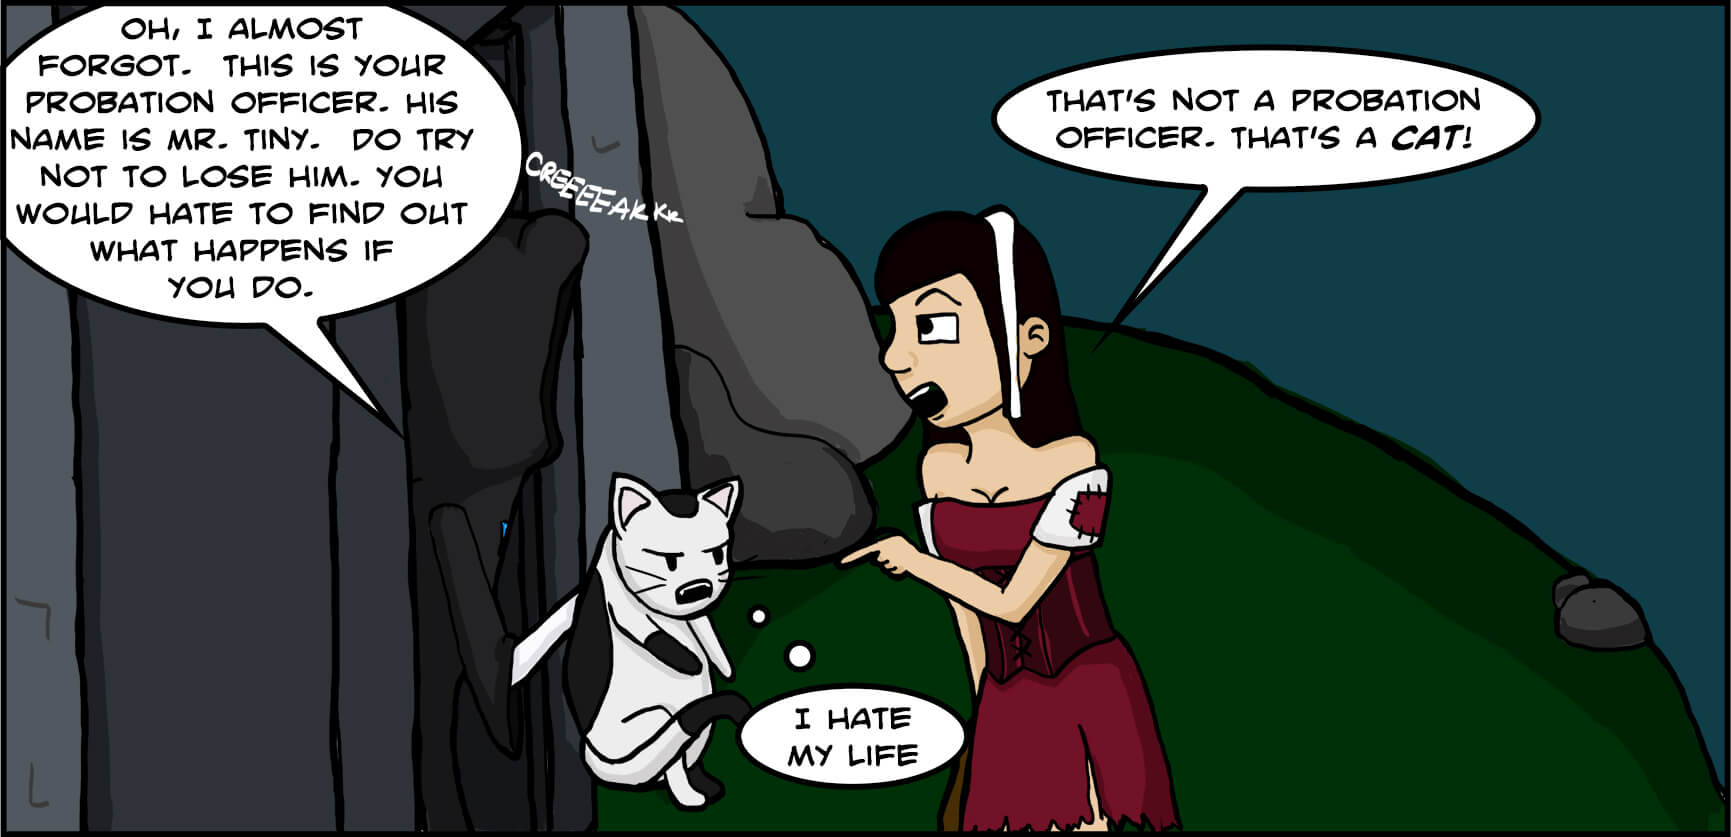 OH, I ALMOST
FORGOT. THIS IS YOUR
PROBATION OFFICER. HIS
NAME IS MR. TINY. DO TRY
NOT TO LOSE HIM. YOU
WOULD HATE TO FIND OUT
WHAT HAPPENS IF
YOU DO.
CREEEEAKKK
THAT'S NOT A PROBATION
OFFICER. THAT'S A CAT!
I HATE
MY LIFE